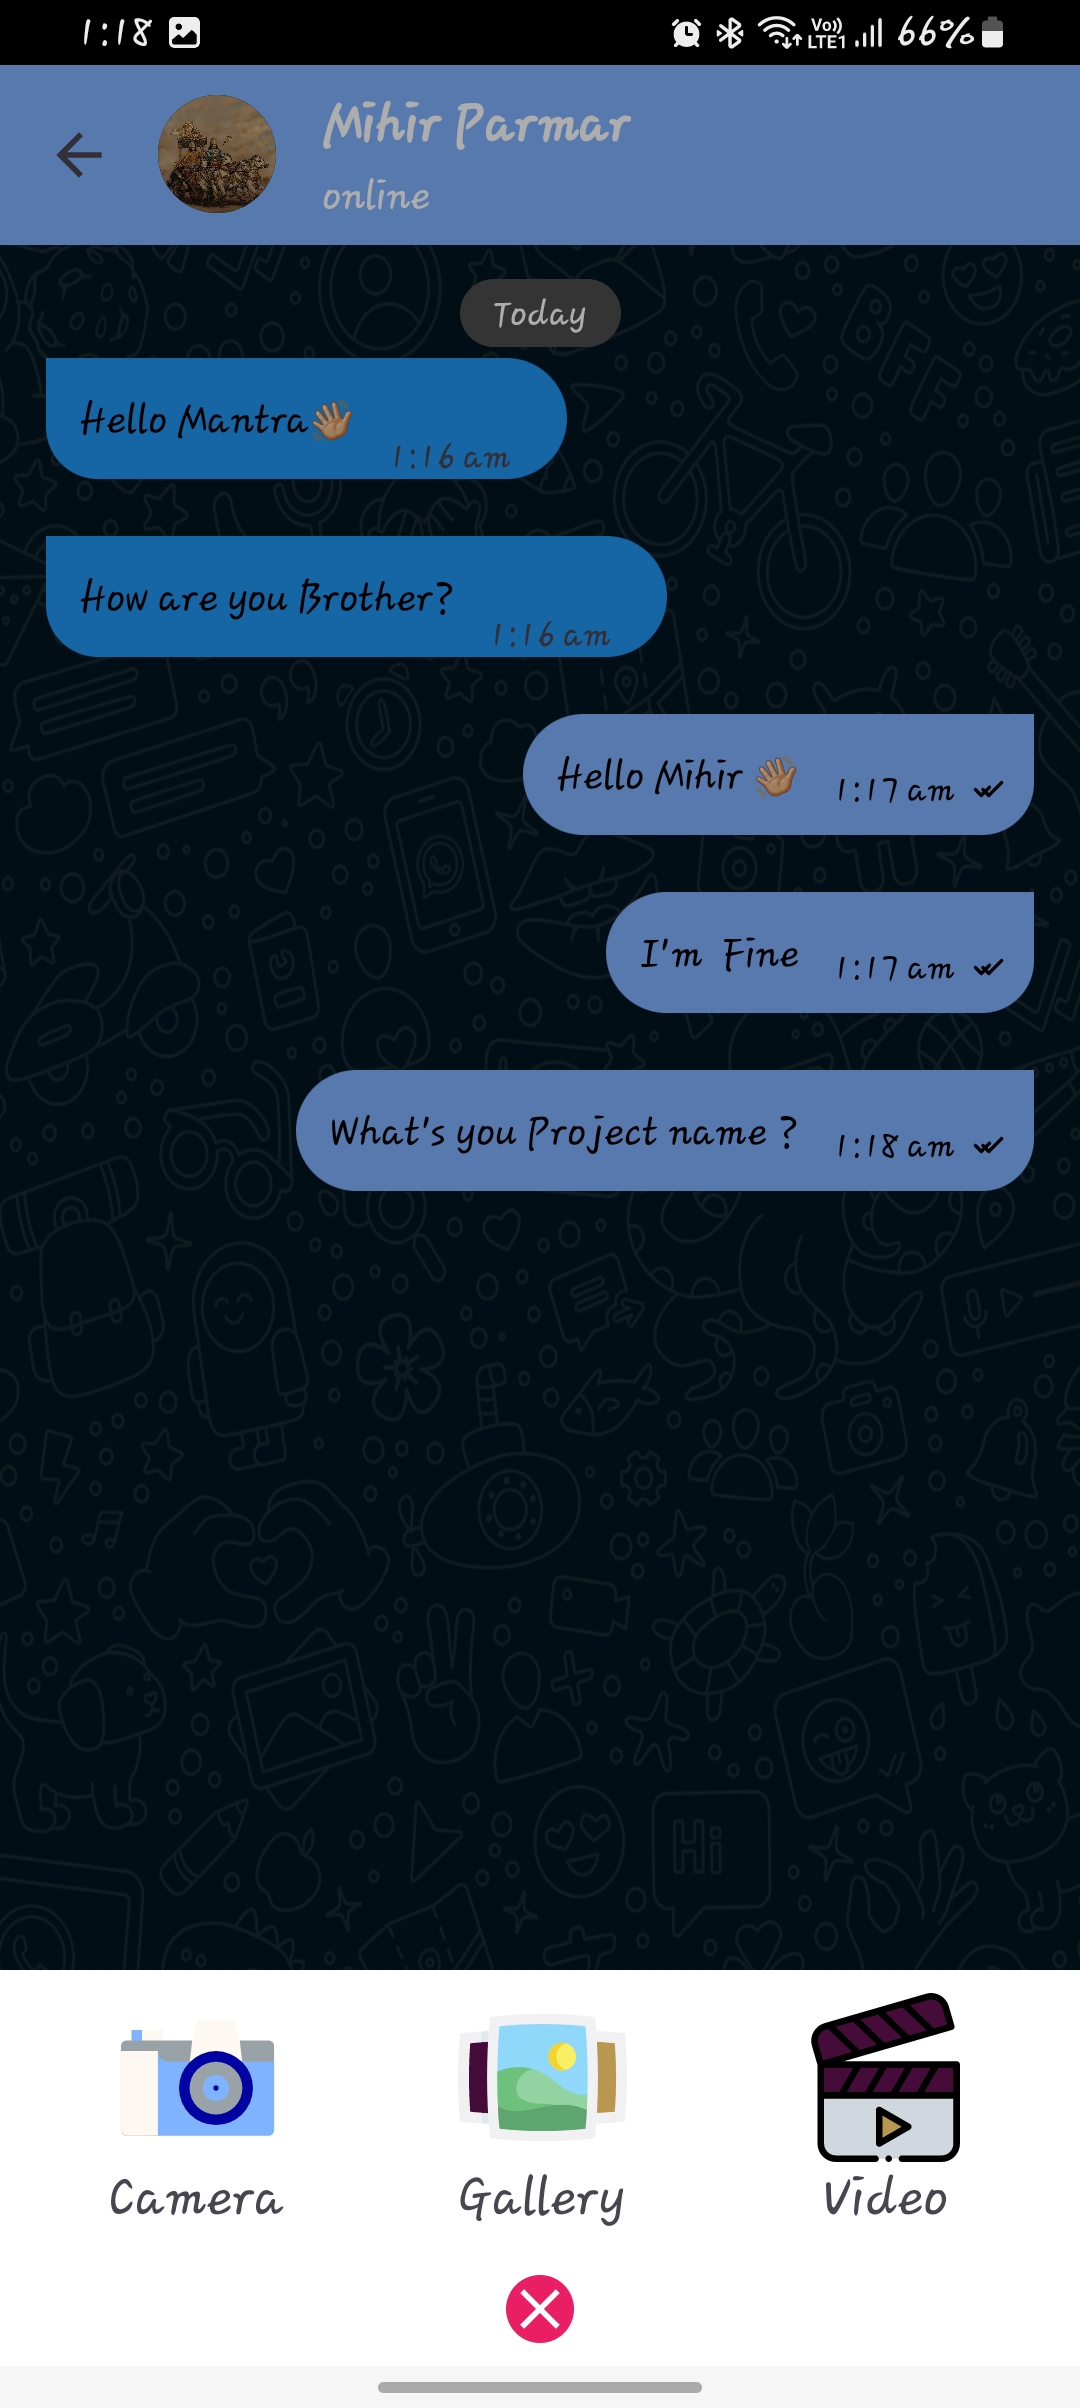 1:18 Vo)) LTE1 66%
Mihir Parmar
online
Today
Hello Mantra👋🏽
1:16 am
How are you Brother?
1:16 am
Hello Mihir 👋🏽 1:17 am
I'm Fine 1:17 am
What's you Project name ? 1:18 am
BFF
Hi
Camera Gallery Video